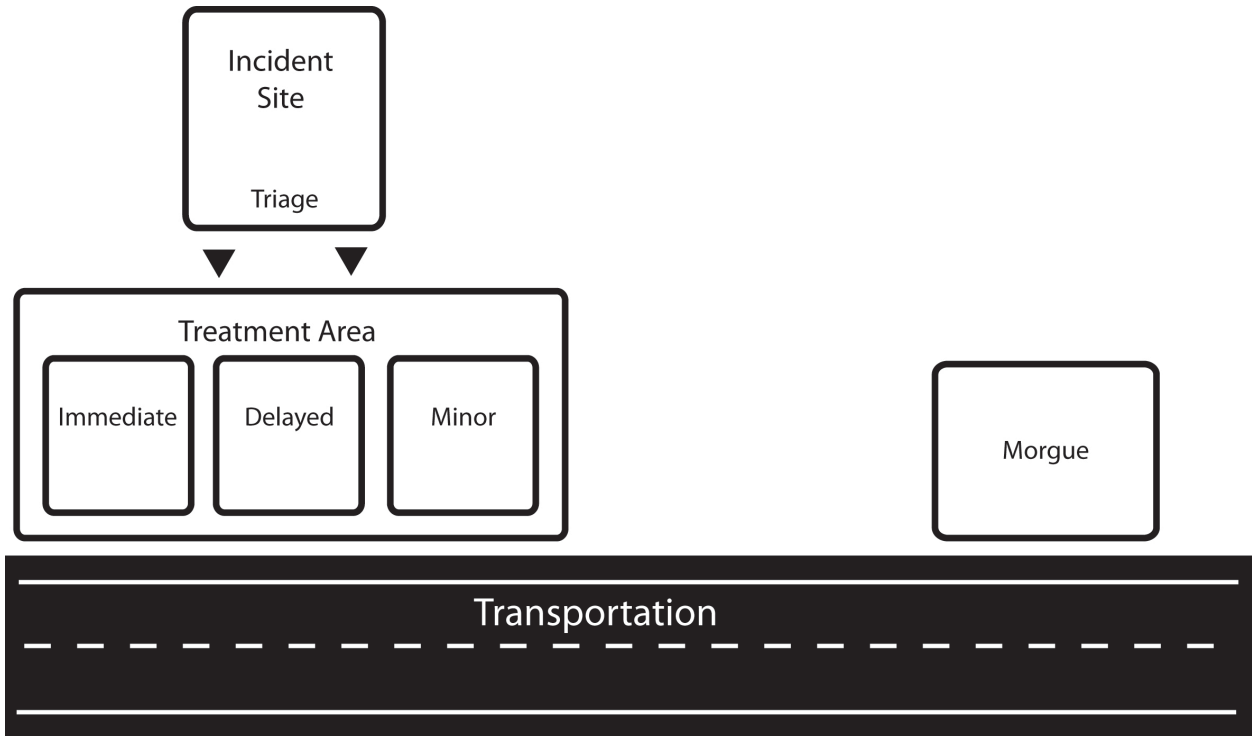 Incident
Site
Triage
Treatment Area
Immediate
Delayed
Minor
Morgue
Transportation